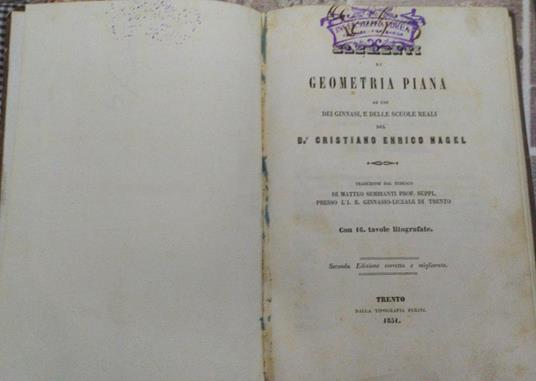 ELEMENTI
DI
GEOMETRIA PIANA
AD USO
DEI GINNASI, E DELLE SCUOLE REALI
DEL
D.r CRISTIANO ENRICO NAGEL
TRADUZIONE DAL TEDESCO
DI MATTEO SEMBIANTI PROF. SUPPL.
PRESSO L'I. R. GINNASIO-LICEALE DI TRENTO
Con 16. tavole litografate.
Seconda Edizione corretta e migliorata.
TRENTO
DALLA TIPOGRAFIA PERINI.
1851.